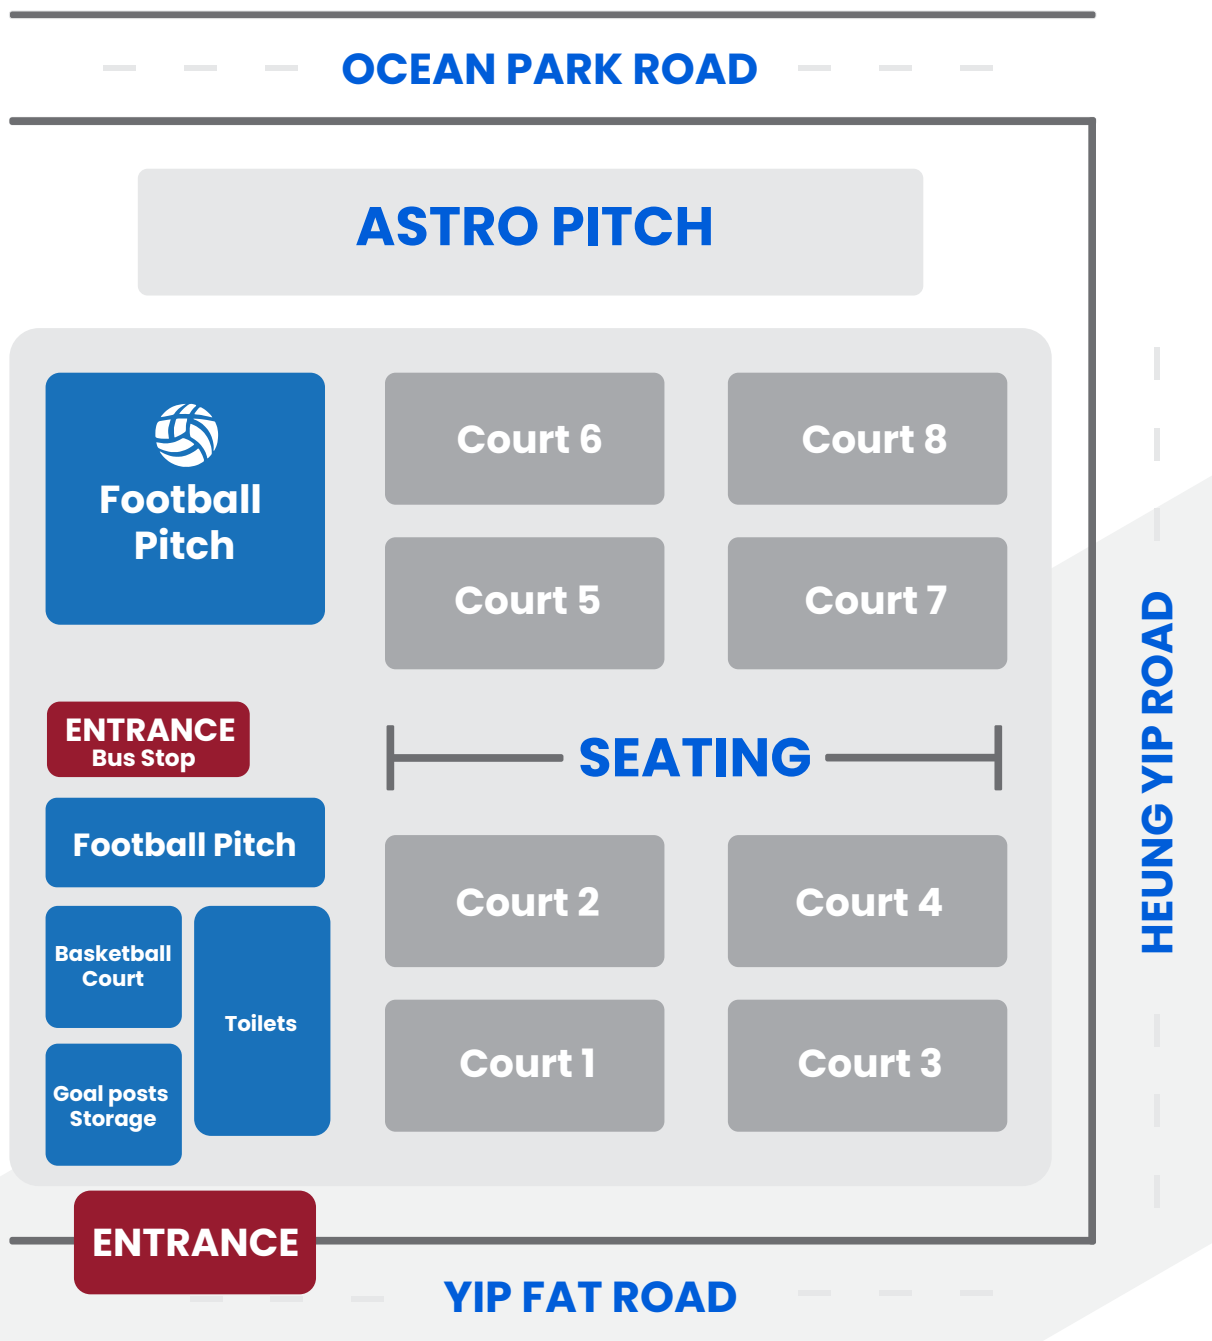 OCEAN PARK ROAD
ASTRO PITCH
Football
Pitch
Court 6
Court 8
Court 5
Court 7
ENTRANCE
Bus Stop
SEATING
HEUNG YIP ROAD
Football Pitch
Court 2
Court 4
Basketball
Court
Toilets
Court 1
Court 3
Goal posts
Storage
ENTRANCE
YIP FAT ROAD